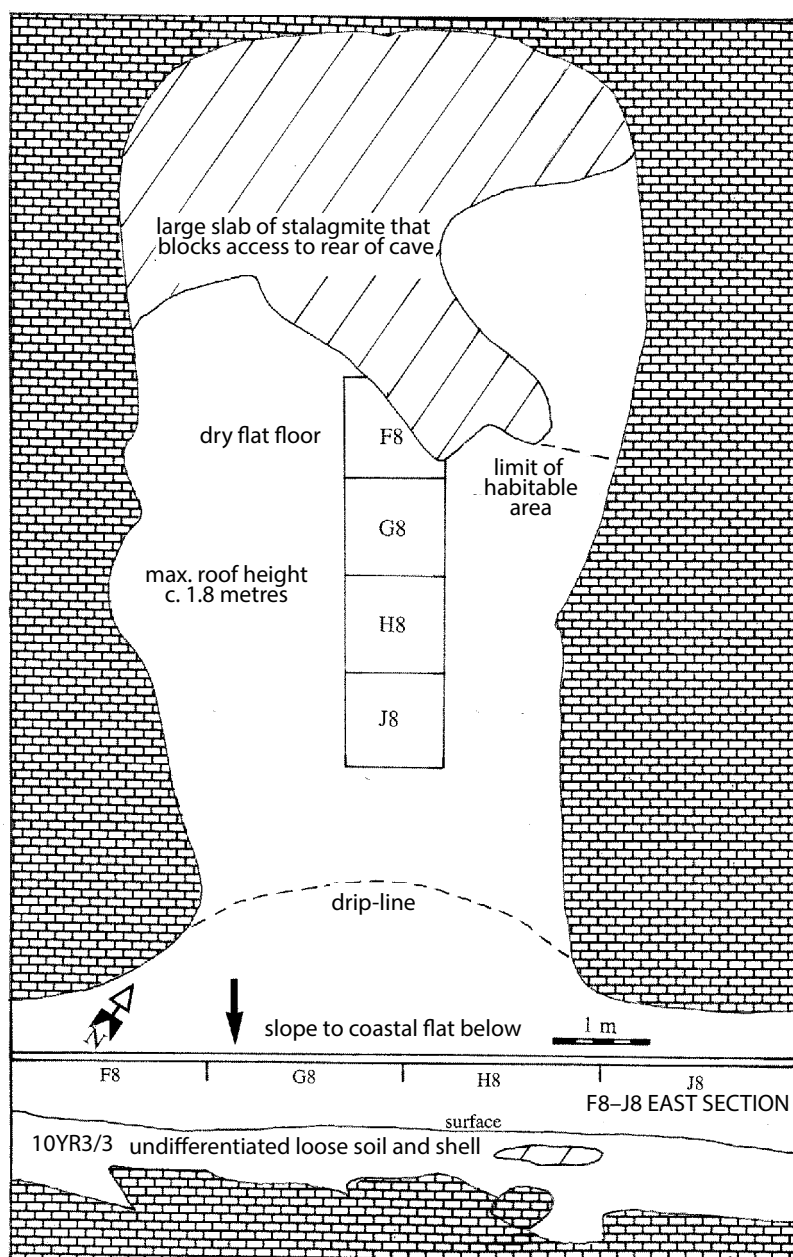 large slab of stalagmite that
blocks access to rear of cave
dry flat floor
F8
limit of
habitable
area
G8
max. roof height
c. 1.8 metres
H8
J8
drip-line
N
slope to coastal flat below
1 m
F8
G8
H8
J8
F8–J8 EAST SECTION
surface
10YR3/3 undifferentiated loose soil and shell